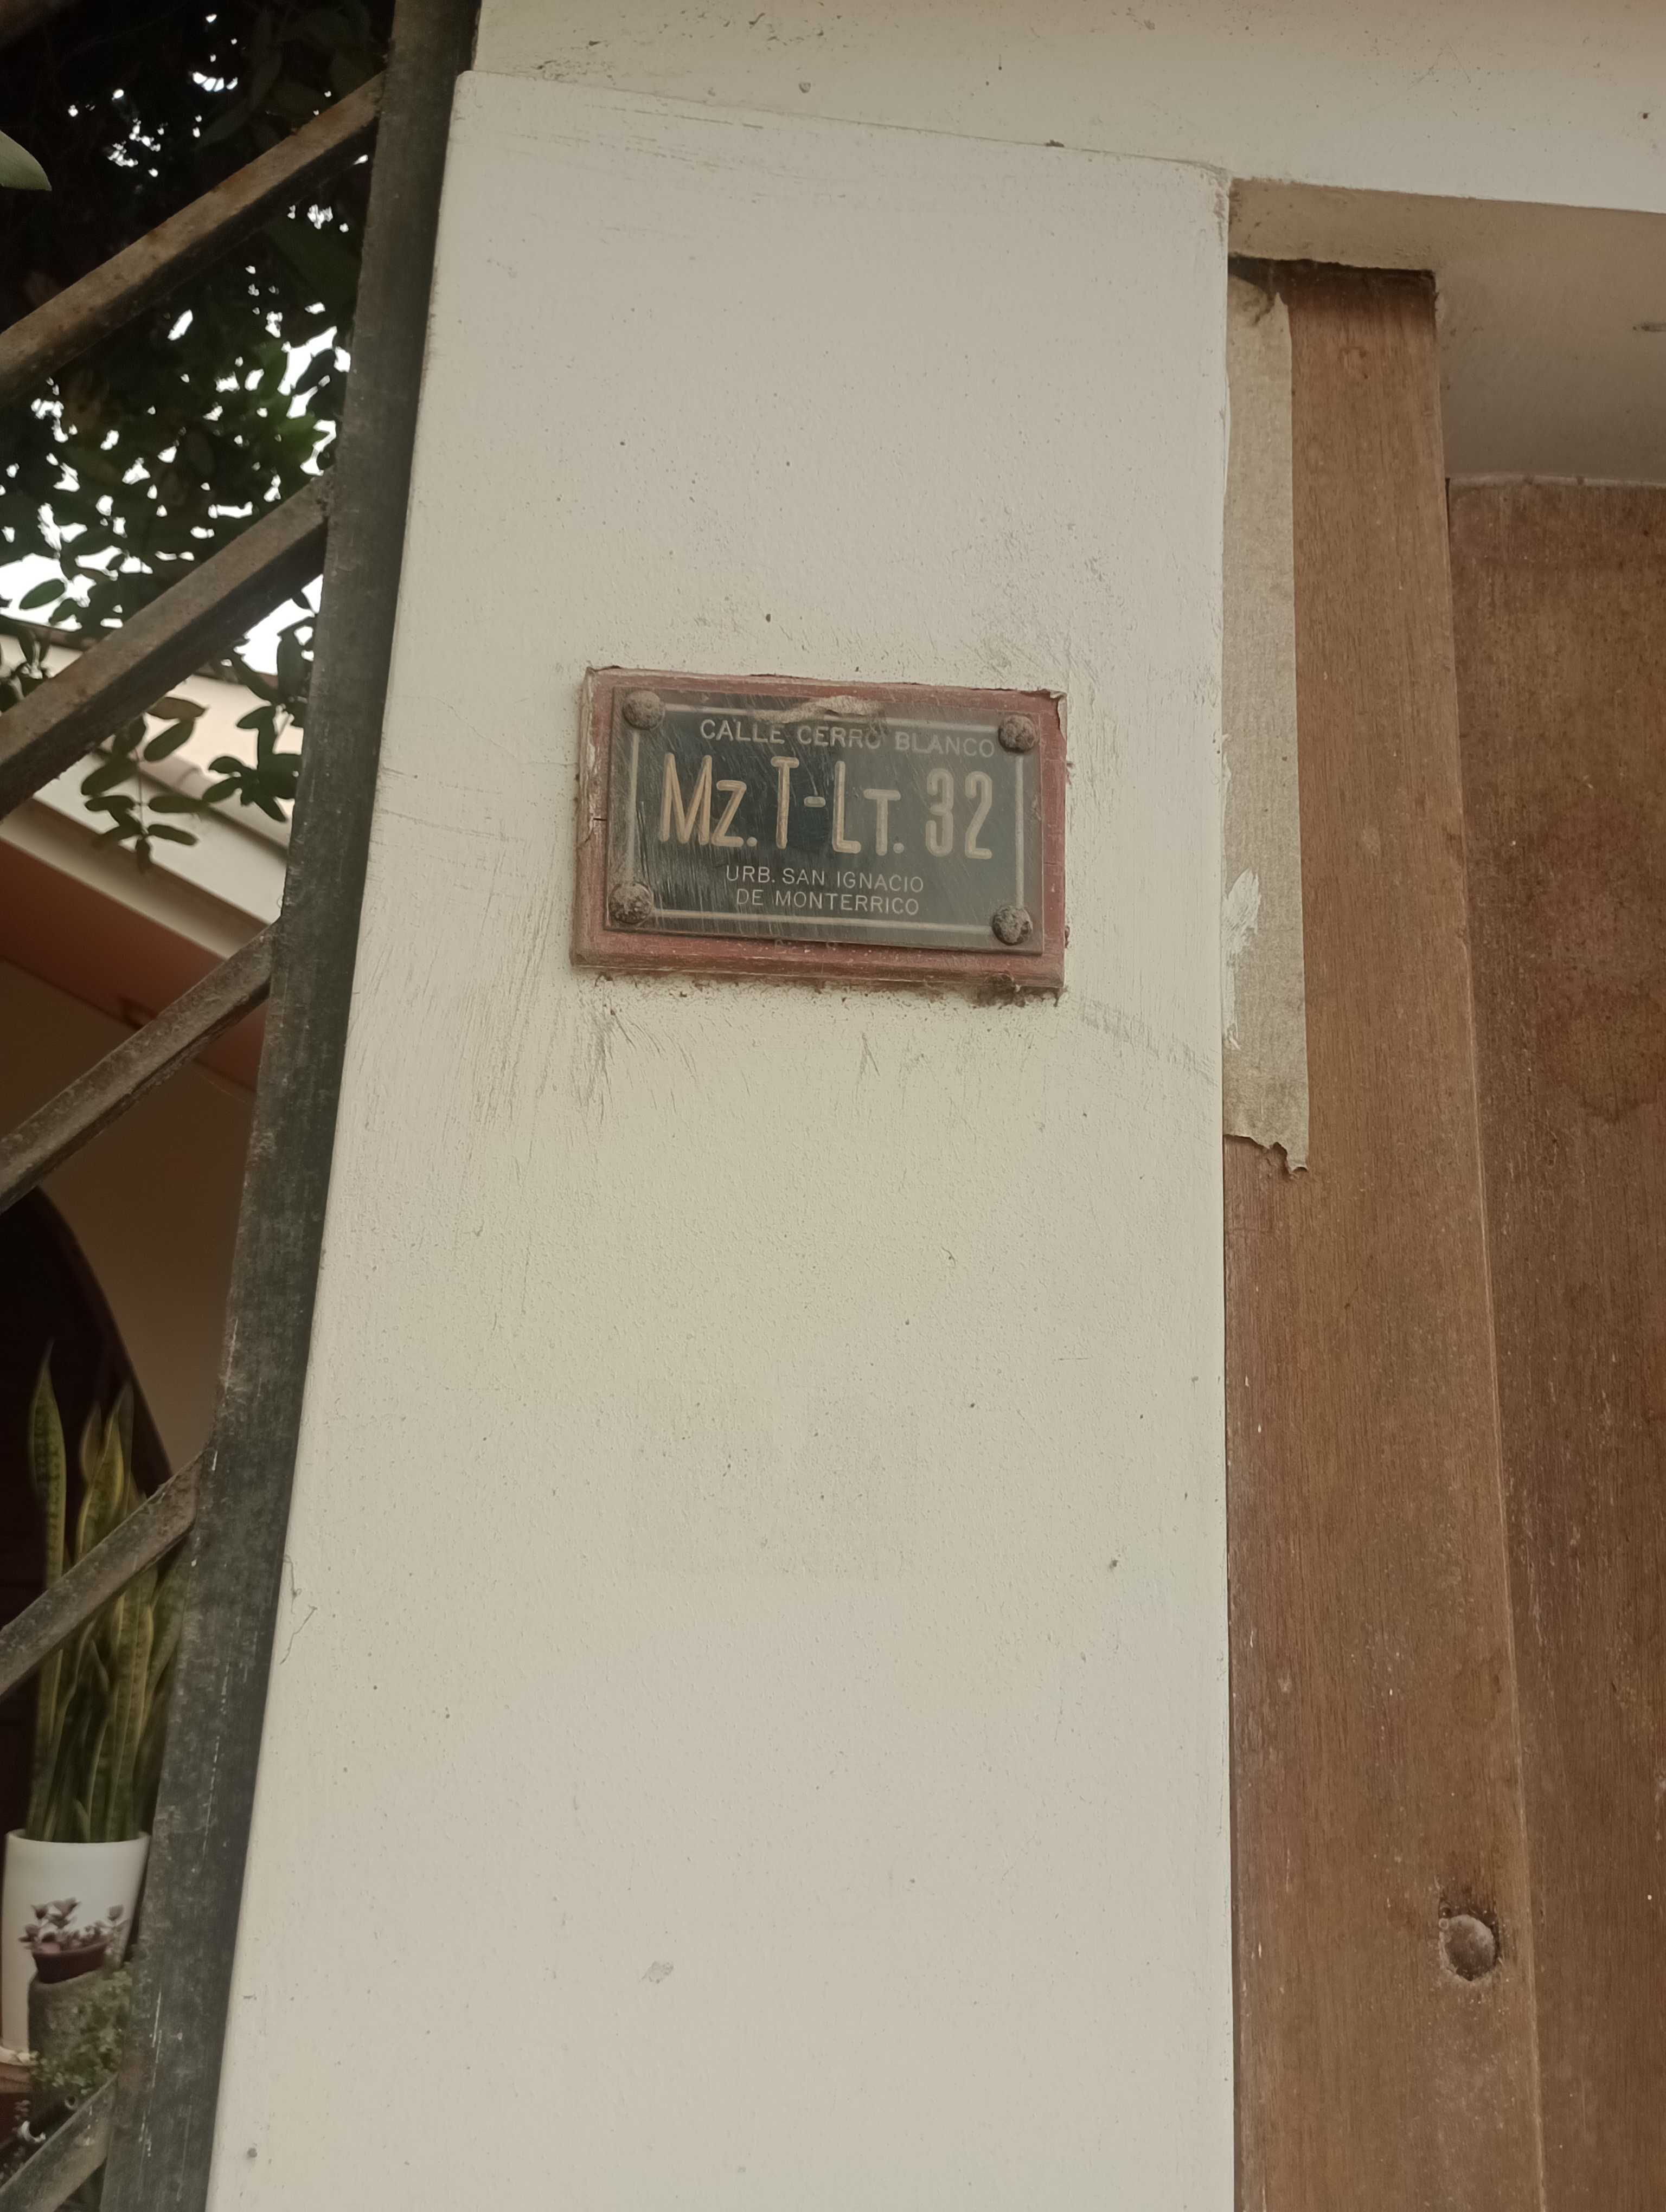 CALLE CERRO BLANCO
Mz. T-LT. 32
URB. SAN IGNACIO
DE MONTERRICO